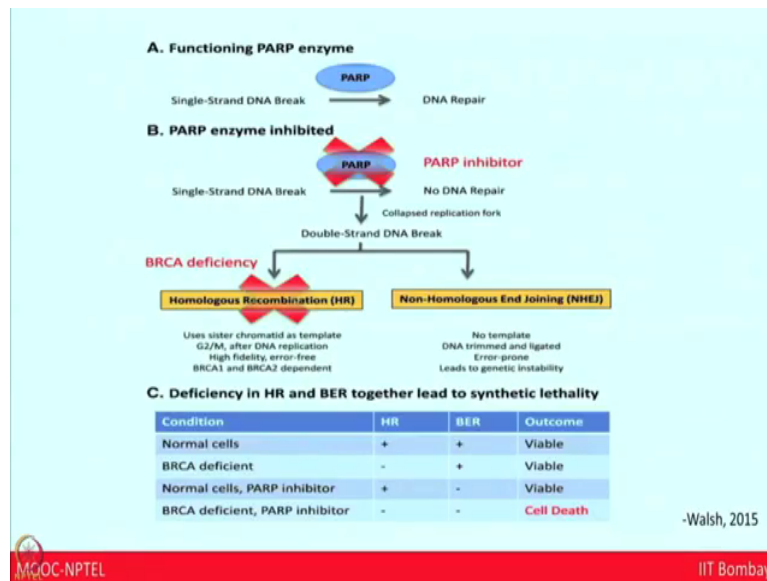 A. Functioning PARP enzyme
PARP
Single-Strand DNA Break
DNA Repair
B. PARP enzyme inhibited
PARP
PARP inhibitor
Single-Strand DNA Break
No DNA Repair
Collapsed replication fork
Double-Strand DNA Break
BRCA deficiency
Homologous Recombination (HR)
Non-Homologous End Joining (NHEJ)
Uses sister chromatid as template
G2/M, after DNA replication
High fidelity, error-free
BRCA1 and BRCA2 dependent
No template
DNA trimmed and ligated
Error-prone
Leads to genetic instability
C. Deficiency in HR and BER together lead to synthetic lethality
Condition HR BER Outcome
Normal cells + + Viable
BRCA deficient - + Viable
Normal cells, PARP inhibitor + - Viable
BRCA deficient, PARP inhibitor - - Cell Death
-Walsh, 2015
MOOC-NPTEL
NPTEL
IIT Bombay